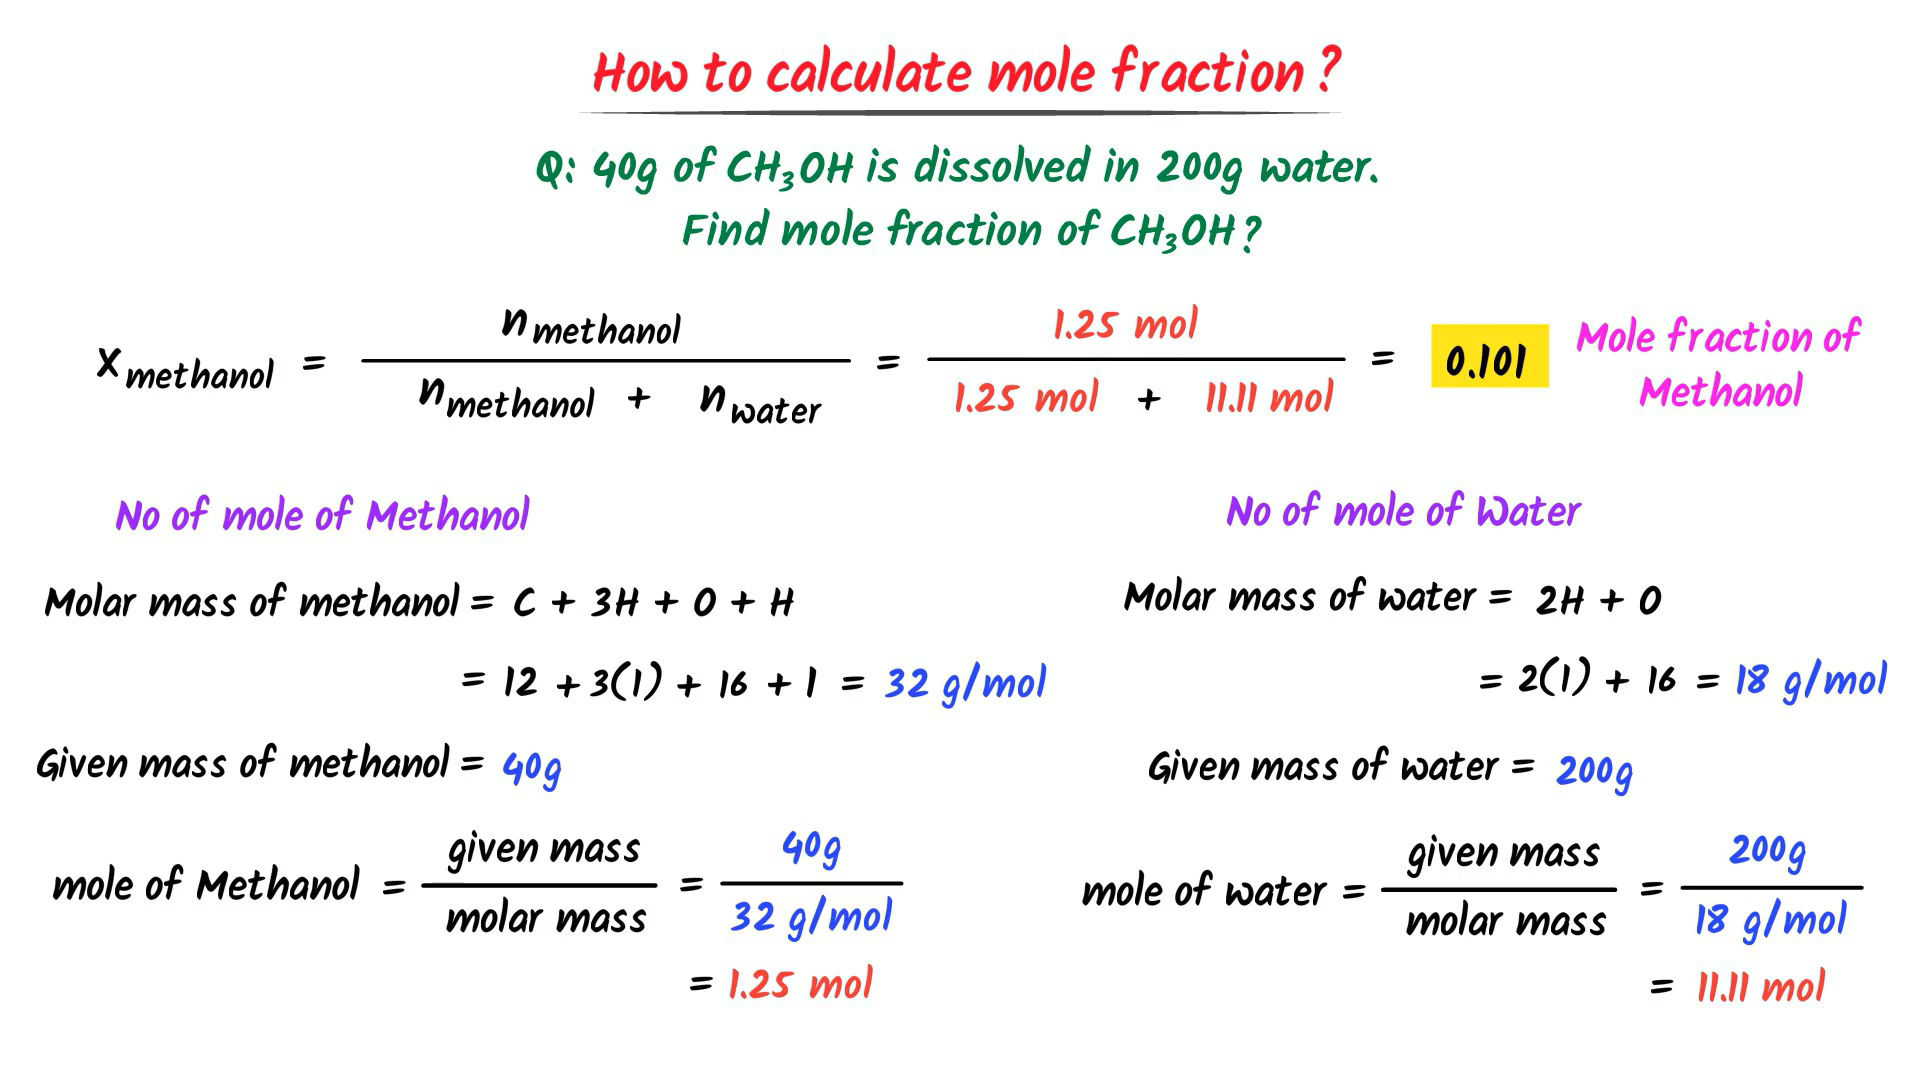 How to calculate mole fraction?
Q: 40g of CH₃OH is dissolved in 200g water.
Find mole fraction of CH₃OH?
x methanol = n methanol / n methanol + n water = 1.25 mol / 1.25 mol + 11.11 mol = 0.101
Mole fraction of
Methanol
No of mole of Methanol
Molar mass of methanol = C + 3H + O + H
= 12 + 3(1) + 16 + 1 = 32 g/mol
Given mass of methanol = 40g
mole of Methanol = given mass / molar mass = 40g / 32 g/mol
= 1.25 mol
No of mole of Water
Molar mass of water = 2H + O
= 2(1) + 16 = 18 g/mol
Given mass of water = 200g
mole of water = given mass / molar mass = 200g / 18 g/mol
= 11.11 mol